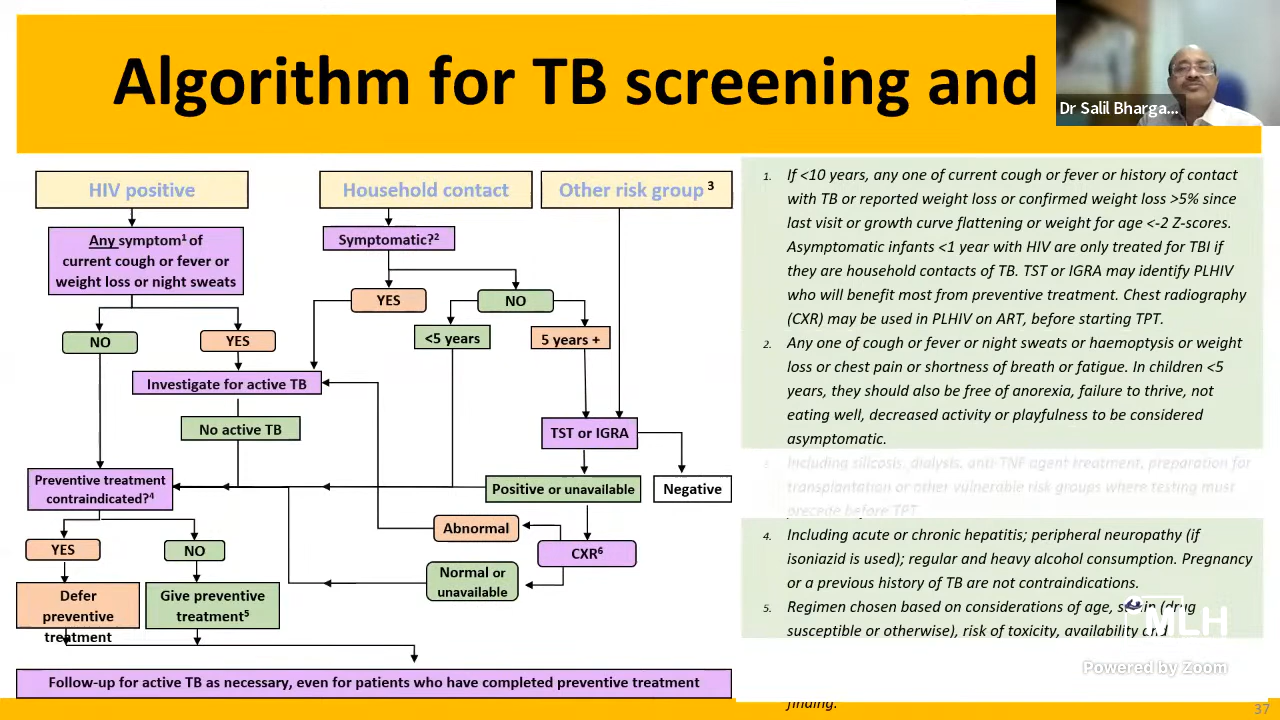 Algorithm for TB screening and
Dr Salil Bharga...
HIV positive
Household contact
Other risk group 3
Any symptom1 of
current cough or fever or
weight loss or night sweats
Symptomatic?2
YES
NO
NO
YES
<5 years
5 years +
Investigate for active TB
No active TB
TST or IGRA
Preventive treatment
contraindicated?4
Positive or unavailable
Negative
Abnormal
CXR6
YES
NO
Normal or
unavailable
Defer
preventive
treatment
Give preventive
treatment5
Follow-up for active TB as necessary, even for patients who have completed preventive treatment
1. If <10 years, any one of current cough or fever or history of contact
with TB or reported weight loss or confirmed weight loss >5% since
last visit or growth curve flattening or weight for age <-2 Z-scores.
Asymptomatic infants <1 year with HIV are only treated for TBI if
they are household contacts of TB. TST or IGRA may identify PLHIV
who will benefit most from preventive treatment. Chest radiography
(CXR) may be used in PLHIV on ART, before starting TPT.
2. Any one of cough or fever or night sweats or haemoptysis or weight
loss or chest pain or shortness of breath or fatigue. In children <5
years, they should also be free of anorexia, failure to thrive, not
eating well, decreased activity or playfulness to be considered
asymptomatic.
3. Including silicosis, dialysis, anti-TNF agent treatment, preparation for
transplantation or other vulnerable risk groups where testing must
precede before TPT
4. Including acute or chronic hepatitis; peripheral neuropathy (if
isoniazid is used); regular and heavy alcohol consumption. Pregnancy
or a previous history of TB are not contraindications.
5. Regimen chosen based on considerations of age, strain (drug
susceptible or otherwise), risk of toxicity, availability and
finding.
MLH
Powered by Zoom
37